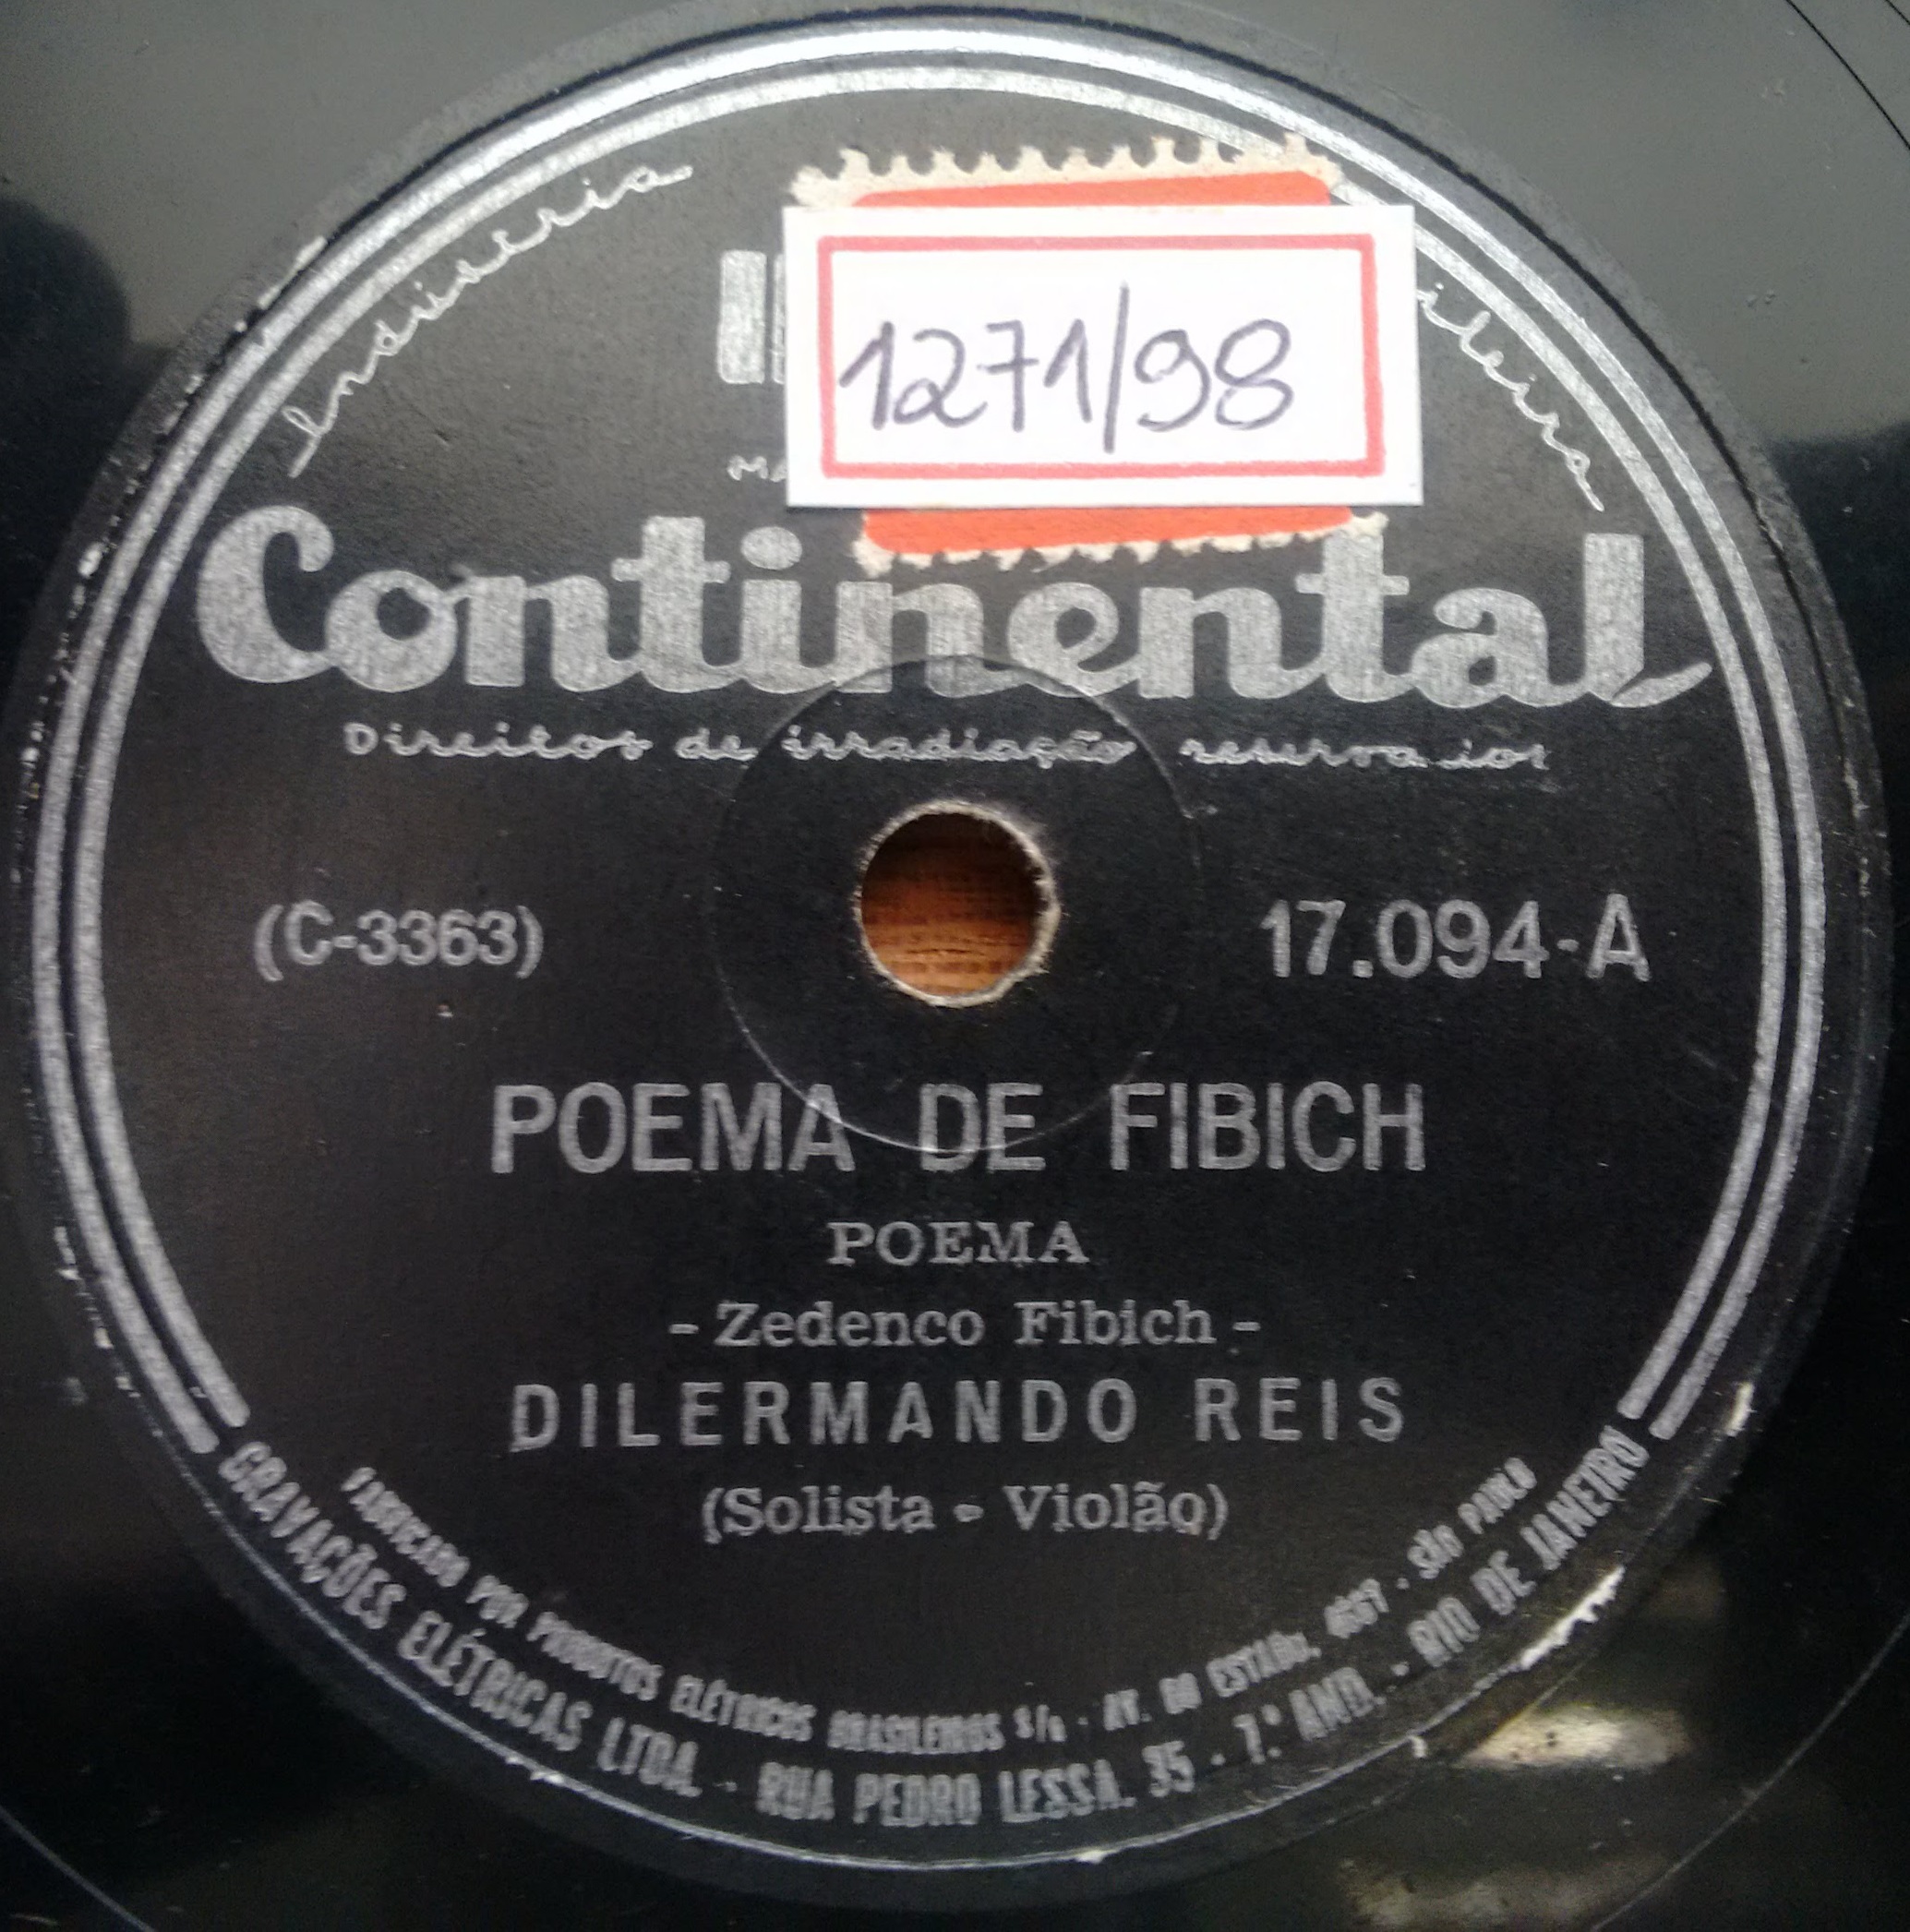 Indústria
1271/98
Continental
Direitos de irradiação reservados
(C-3363)
17.094-A
POEMA DE FIBICH
POEMA
- Zedenco Fibich -
DILERMANDO REIS
(Solista - Violão)
FABRICADO POR PRODUTOS ELÉTRICOS BRASILEIROS S/A - AV. DO ESTADO, 4667 - SÃO PAULO
GRAVAÇÕES ELÉTRICAS LTDA. - RUA PEDRO LESSA, 35 - 7.º AND. - RIO DE JANEIRO